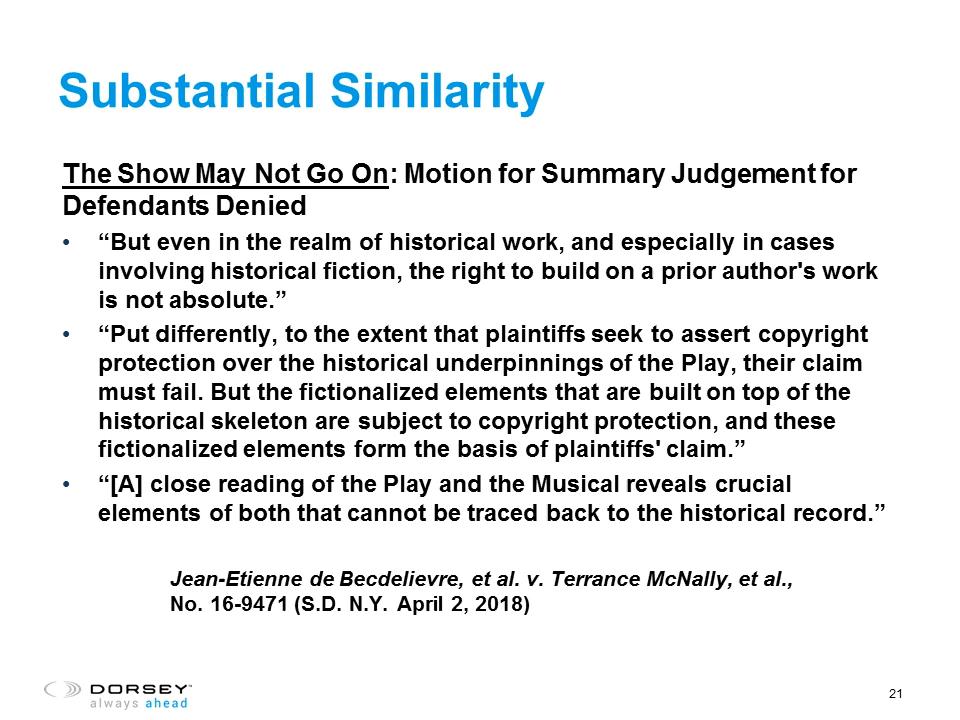 Substantial Similarity
The Show May Not Go On: Motion for Summary Judgement for
Defendants Denied
• “But even in the realm of historical work, and especially in cases
involving historical fiction, the right to build on a prior author's work
is not absolute.”
• “Put differently, to the extent that plaintiffs seek to assert copyright
protection over the historical underpinnings of the Play, their claim
must fail. But the fictionalized elements that are built on top of the
historical skeleton are subject to copyright protection, and these
fictionalized elements form the basis of plaintiffs' claim.”
• “[A] close reading of the Play and the Musical reveals crucial
elements of both that cannot be traced back to the historical record.”
Jean-Etienne de Becdelievre, et al. v. Terrance McNally, et al.,
No. 16-9471 (S.D. N.Y. April 2, 2018)
DORSEY™
always ahead
21